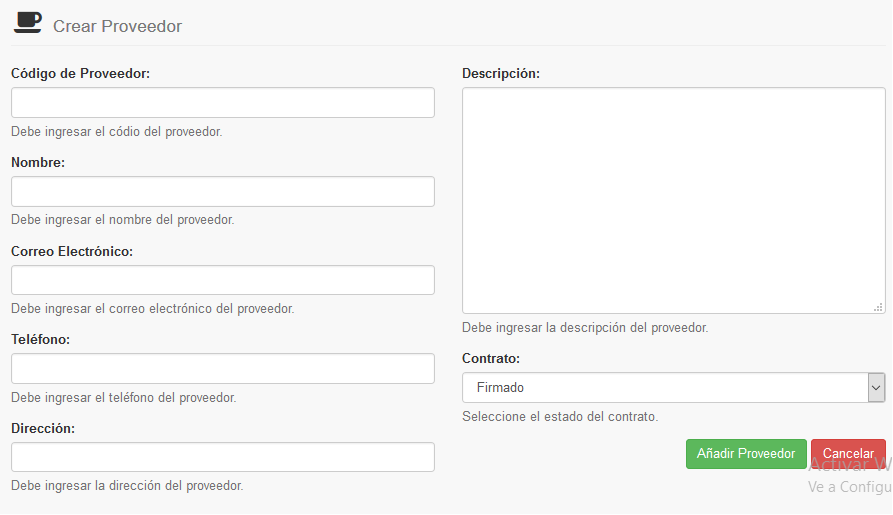 Crear Proveedor
Código de Proveedor:
Debe ingresar el códio del proveedor.
Nombre:
Debe ingresar el nombre del proveedor.
Correo Electrónico:
Debe ingresar el correo electrónico del proveedor.
Teléfono:
Debe ingresar el teléfono del proveedor.
Dirección:
Debe ingresar la dirección del proveedor.
Descripción:
Debe ingresar la descripción del proveedor.
Contrato:
Firmado
Seleccione el estado del contrato.
Añadir Proveedor Cancelar
Activar W
Ve a Configu